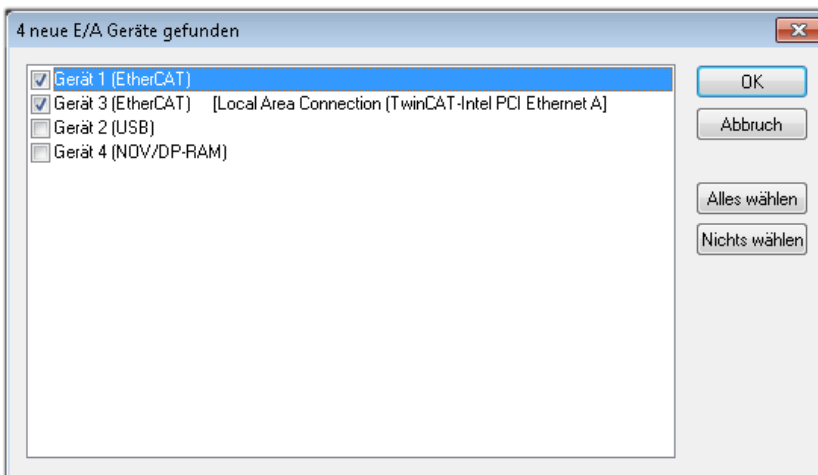 4 neue E/A Geräte gefunden
Gerät 1 (EtherCAT)
Gerät 3 (EtherCAT) [Local Area Connection (TwinCAT-Intel PCI Ethernet A]
Gerät 2 (USB)
Gerät 4 (NOV/DP-RAM)
OK
Abbruch
Alles wählen
Nichts wählen